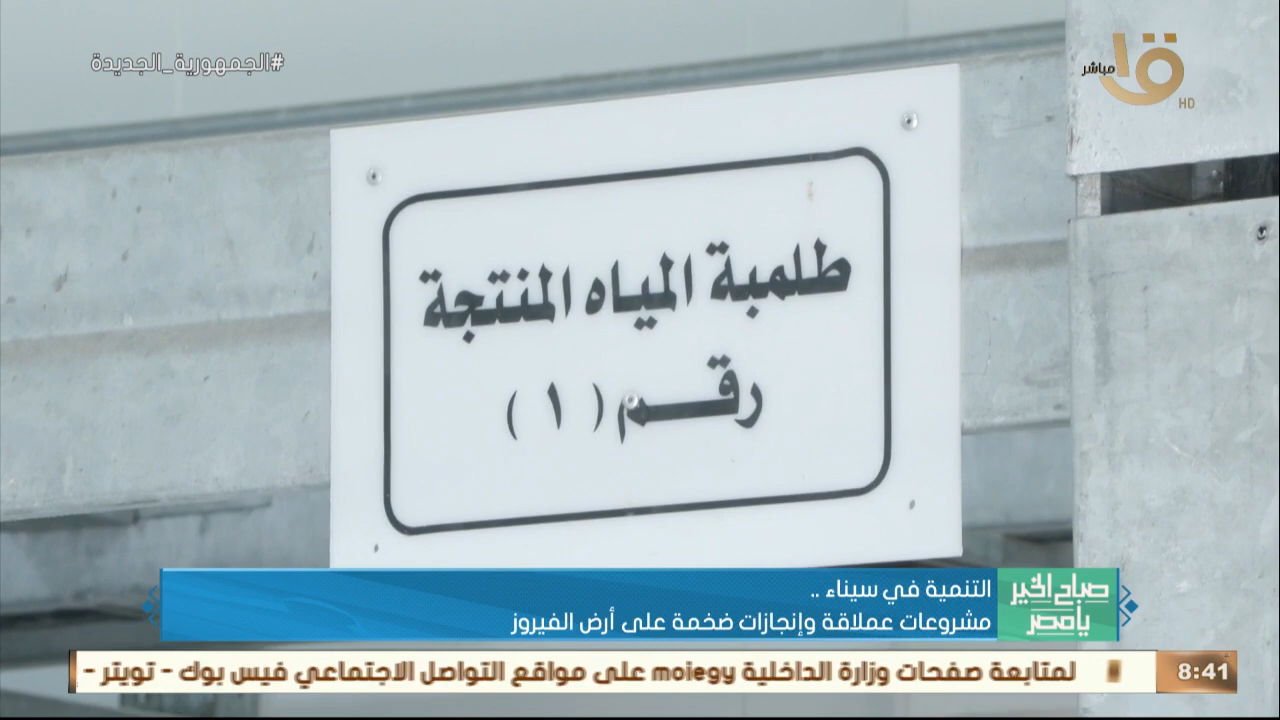 #الجمهورية_الجديدة
مباشر
HD
طلمبة المياه المنتجة
رقم ( ١ )
صباح الخير
يا مصر
التنمية في سيناء ..
مشروعات عملاقة وإنجازات ضخمة على أرض الفيروز
8:41
لمتابعة صفحات وزارة الداخلية moiegy على مواقع التواصل الاجتماعي فيس بوك - تويتر -